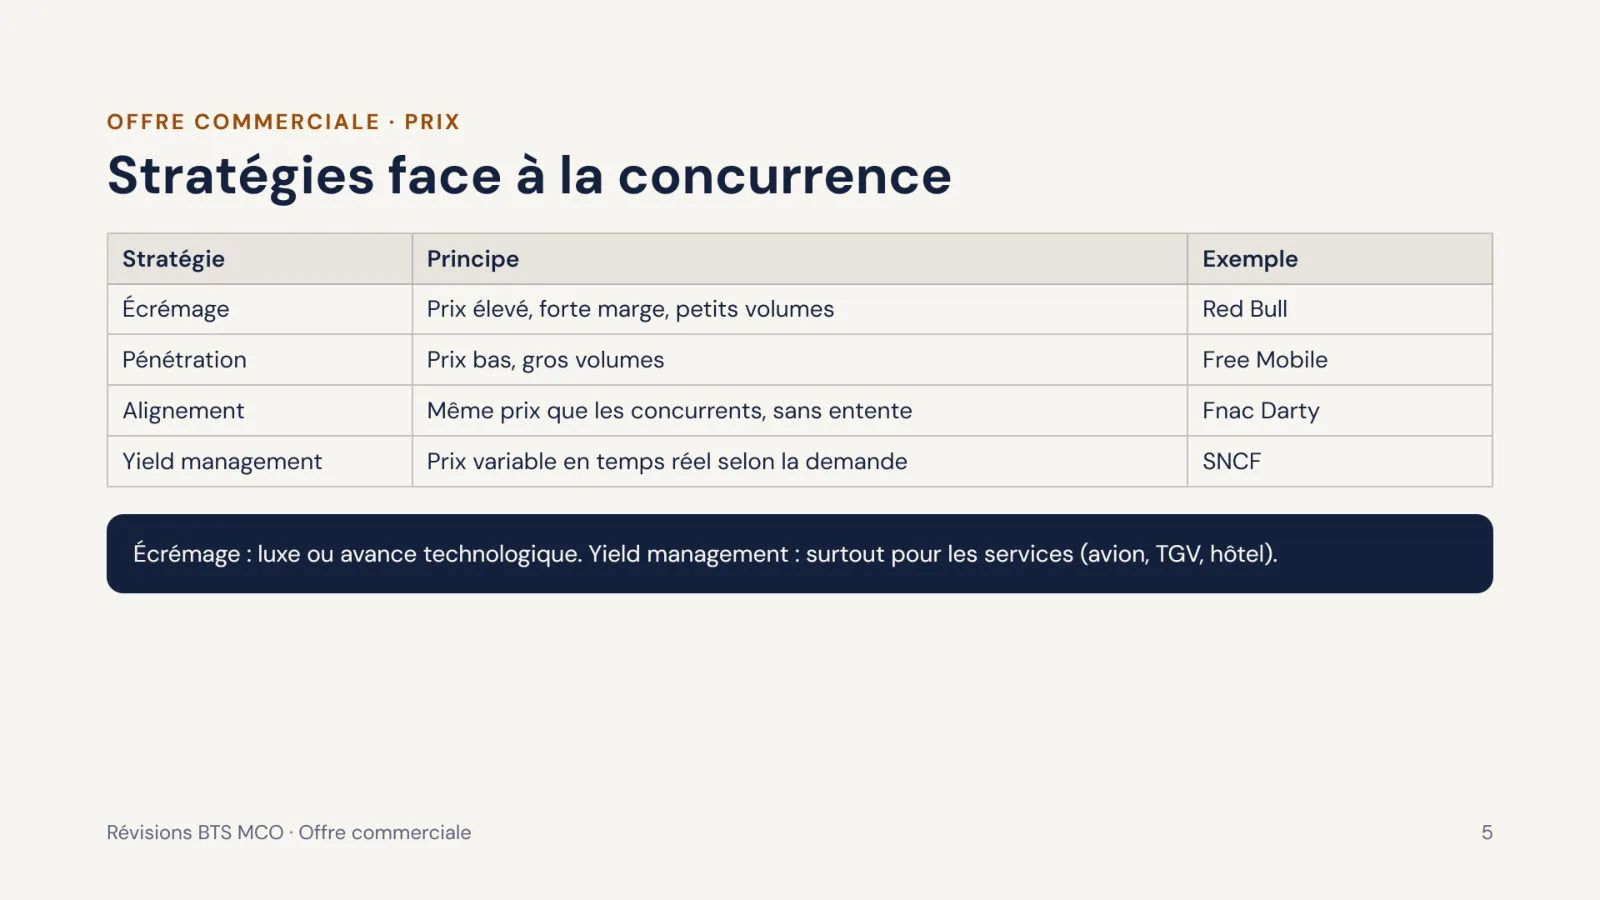 OFFRE COMMERCIALE · PRIX
Stratégies face à la concurrence
Stratégie Principe Exemple
Écrémage Prix élevé, forte marge, petits volumes Red Bull
Pénétration Prix bas, gros volumes Free Mobile
Alignement Même prix que les concurrents, sans entente Fnac Darty
Yield management Prix variable en temps réel selon la demande SNCF
Écrémage : luxe ou avance technologique. Yield management : surtout pour les services (avion, TGV, hôtel).
Révisions BTS MCO · Offre commerciale 5